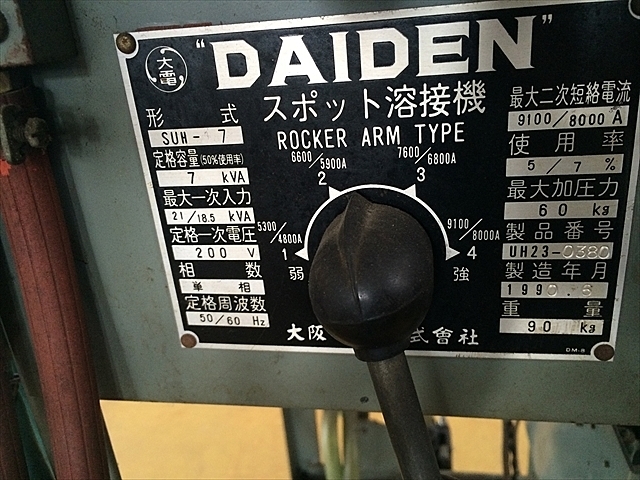 大電
"DAIDEN"
スポット溶接機
ROCKER ARM TYPE
形式
SUH-7
定格容量(50%使用率)
7 kVA
最大一次入力
21/18.5 kVA
定格一次電圧
200 V
相数
単相
定格周波数
50/60 Hz
6600/5900A
7600/6800A
2
3
5300/4800A
9100/8000A
1
4
弱
強
大阪
式會社
最大二次短絡電流
9100/8000 A
使用率
5/7%
最大加圧力
60 kg
製品番号
UH23-0380
製造年月
1990.6
重量
90 kg
DM-8